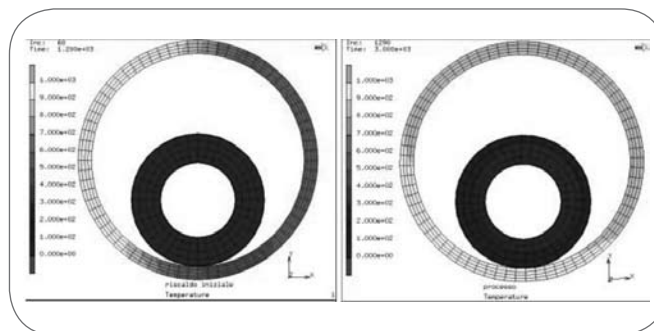 Inc: 60
Time: 1.200e+03
1.000e+03
9.000e+02
8.000e+02
7.000e+02
6.000e+02
5.000e+02
4.000e+02
3.000e+02
2.000e+02
1.000e+02
0.000e+00
riscaldo iniziale
Temperature
Y
Z
X
1
Inc: 1290
Time: 3.000e+03
1.000e+03
9.000e+02
8.000e+02
7.000e+02
6.000e+02
5.000e+02
4.000e+02
3.000e+02
2.000e+02
1.000e+02
0.000e+00
processo
Temperature
Y
Z
X